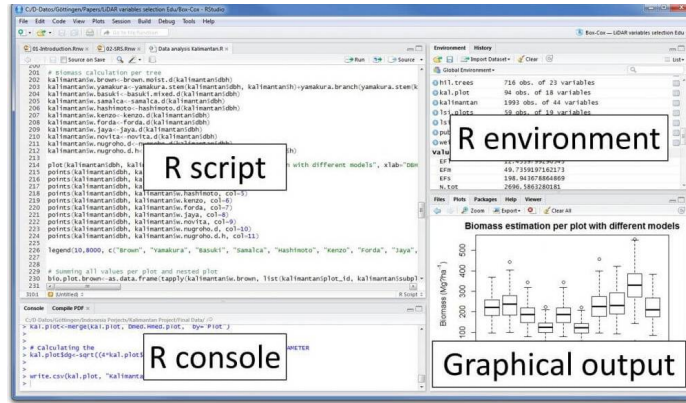 C:/D-Datos/Göttingen/Papers/LiDAR variables selection Edu/Box-Cox - RStudio
File Edit Code View Plots Session Build Debug Tools Help
Box-Cox — LiDAR variables selection Edu
01-Introduction.Rnw 02-SRS.Rnw Data analysis Kalimantan.R
Source on Save Run Source
201 # Biomass calculation per tree
202 kalimantan$w.brown<-brown.moist.d(kalimantan$dbh)
203 kalimantan$w.yamakura<-yamakura.stem(kalimantan$dbh, kalimantan$h)+yamakura.branch(yamakura.stem(k
204 kalimantan$w.basuki<-basuki.mixed.d(kalimantan$dbh)
205 kalimantan$w.samalca<-samalca.d(kalimantan$dbh)
206 kalimantan$w.hashimoto<-hashimoto.d(kalimantan$dbh)
207 kalimantan$w.kenzo<-kenzo.d(kalimantan$dbh)
208 kalimantan$w.forda<-forda.d(kalimantan$dbh)
209 kalimantan$w.jaya<-jaya.d(kalimantan$dbh)
210 kalimantan$w.novita<-novita.d(kalimantan$dbh)
211 kalimantan$w.nugroho.d<-nugroho.d(kalimantan$dbh)
212 kalimantan$w.nugroho.d.h<-
213
214 plot(kalimantan$dbh, with different models", xlab="DBH
215 points(kalimantan$dbh,
216 points(kalimantan$dbh,
217 points(kalimantan$dbh,
218 points(kalimantan$dbh, kalimantan$w.hashimoto, col=5)
219 points(kalimantan$dbh, kalimantan$w.kenzo, col=6)
220 points(kalimantan$dbh, kalimantan$w.forda, col=7)
221 points(kalimantan$dbh, kalimantan$w.jaya, col=8)
222 points(kalimantan$dbh, kalimantan$w.novita, col=9)
223 points(kalimantan$dbh, kalimantan$w.nugroho.d, col=10)
224 points(kalimantan$dbh, kalimantan$w.nugroho.d.h, col=11)
225
226 legend(10,8000, c("Brown", "Yamakura", "Basuki", "Samalca", "Hashimoto", "Kenzo", "Forda", "Jaya",
227
228
229 # Summing all values per plot and nested plot
230 bio.plot.brown<-as.data.frame(tapply(kalimantan$w.brown, list(kalimantan$plot_id, kalimantan$subpl
231
(Untitled) R Script
R script
Console Compile PDF
> kal.plot<-merge(kal.plot, Dmed.Hmed.plot, by="Plot")
>
>
> # Calculating the
> kal.plot$dg<-sqrt((4*kal.plot$
>
>
> write.csv(kal.plot, "Kalimanta
>
R console
Environment History
Import Dataset Clear List
Global Environment
hil.trees 716 obs. of 23 variables
kal.plot 94 obs. of 18 variables
kalimantan 1993 obs. of 44 variables
lsi.plots 59 obs. of 19 variables
R environment
EFm 49.7359197162173
EFs 198.943678864869
N.tot 2696.5863280181
Files Plots Packages Help Viewer
Zoom Export Clear All
Biomass estimation per plot with different models
Biomass (Mg?ha⁻¹)
100 200 300 400 500
Graphical output